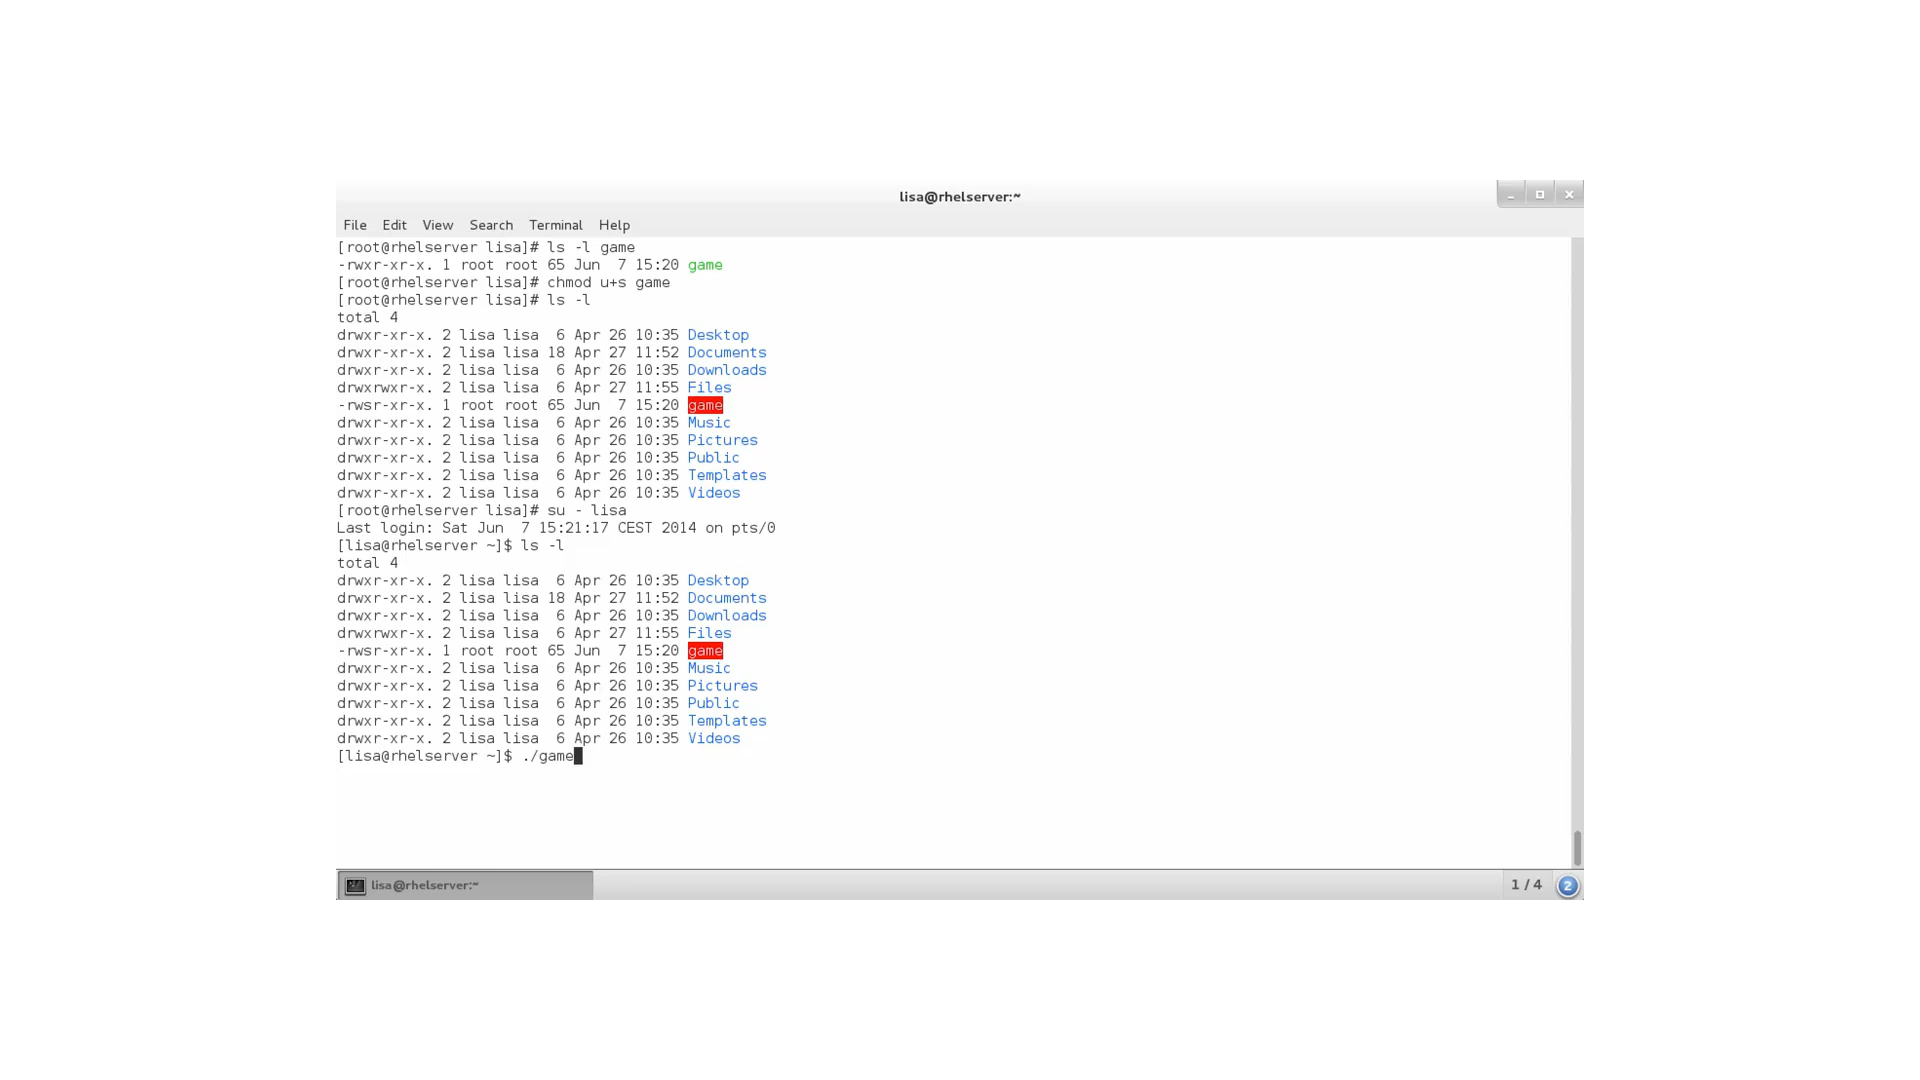 lisa@rhelserver:~
File Edit View Search Terminal Help
[root@rhelserver lisa]# ls -l game
-rwxr-xr-x. 1 root root 65 Jun  7 15:20 game
[root@rhelserver lisa]# chmod u+s game
[root@rhelserver lisa]# ls -l
total 4
drwxr-xr-x. 2 lisa lisa  6 Apr 26 10:35 Desktop
drwxr-xr-x. 2 lisa lisa 18 Apr 27 11:52 Documents
drwxr-xr-x. 2 lisa lisa  6 Apr 26 10:35 Downloads
drwxrwxr-x. 2 lisa lisa  6 Apr 27 11:55 Files
-rwsr-xr-x. 1 root root 65 Jun  7 15:20 game
drwxr-xr-x. 2 lisa lisa  6 Apr 26 10:35 Music
drwxr-xr-x. 2 lisa lisa  6 Apr 26 10:35 Pictures
drwxr-xr-x. 2 lisa lisa  6 Apr 26 10:35 Public
drwxr-xr-x. 2 lisa lisa  6 Apr 26 10:35 Templates
drwxr-xr-x. 2 lisa lisa  6 Apr 26 10:35 Videos
[root@rhelserver lisa]# su - lisa
Last login: Sat Jun  7 15:21:17 CEST 2014 on pts/0
[lisa@rhelserver ~]$ ls -l
total 4
drwxr-xr-x. 2 lisa lisa  6 Apr 26 10:35 Desktop
drwxr-xr-x. 2 lisa lisa 18 Apr 27 11:52 Documents
drwxr-xr-x. 2 lisa lisa  6 Apr 26 10:35 Downloads
drwxrwxr-x. 2 lisa lisa  6 Apr 27 11:55 Files
-rwsr-xr-x. 1 root root 65 Jun  7 15:20 game
drwxr-xr-x. 2 lisa lisa  6 Apr 26 10:35 Music
drwxr-xr-x. 2 lisa lisa  6 Apr 26 10:35 Pictures
drwxr-xr-x. 2 lisa lisa  6 Apr 26 10:35 Public
drwxr-xr-x. 2 lisa lisa  6 Apr 26 10:35 Templates
drwxr-xr-x. 2 lisa lisa  6 Apr 26 10:35 Videos
[lisa@rhelserver ~]$ ./game
lisa@rhelserver:~ 1 / 4 2